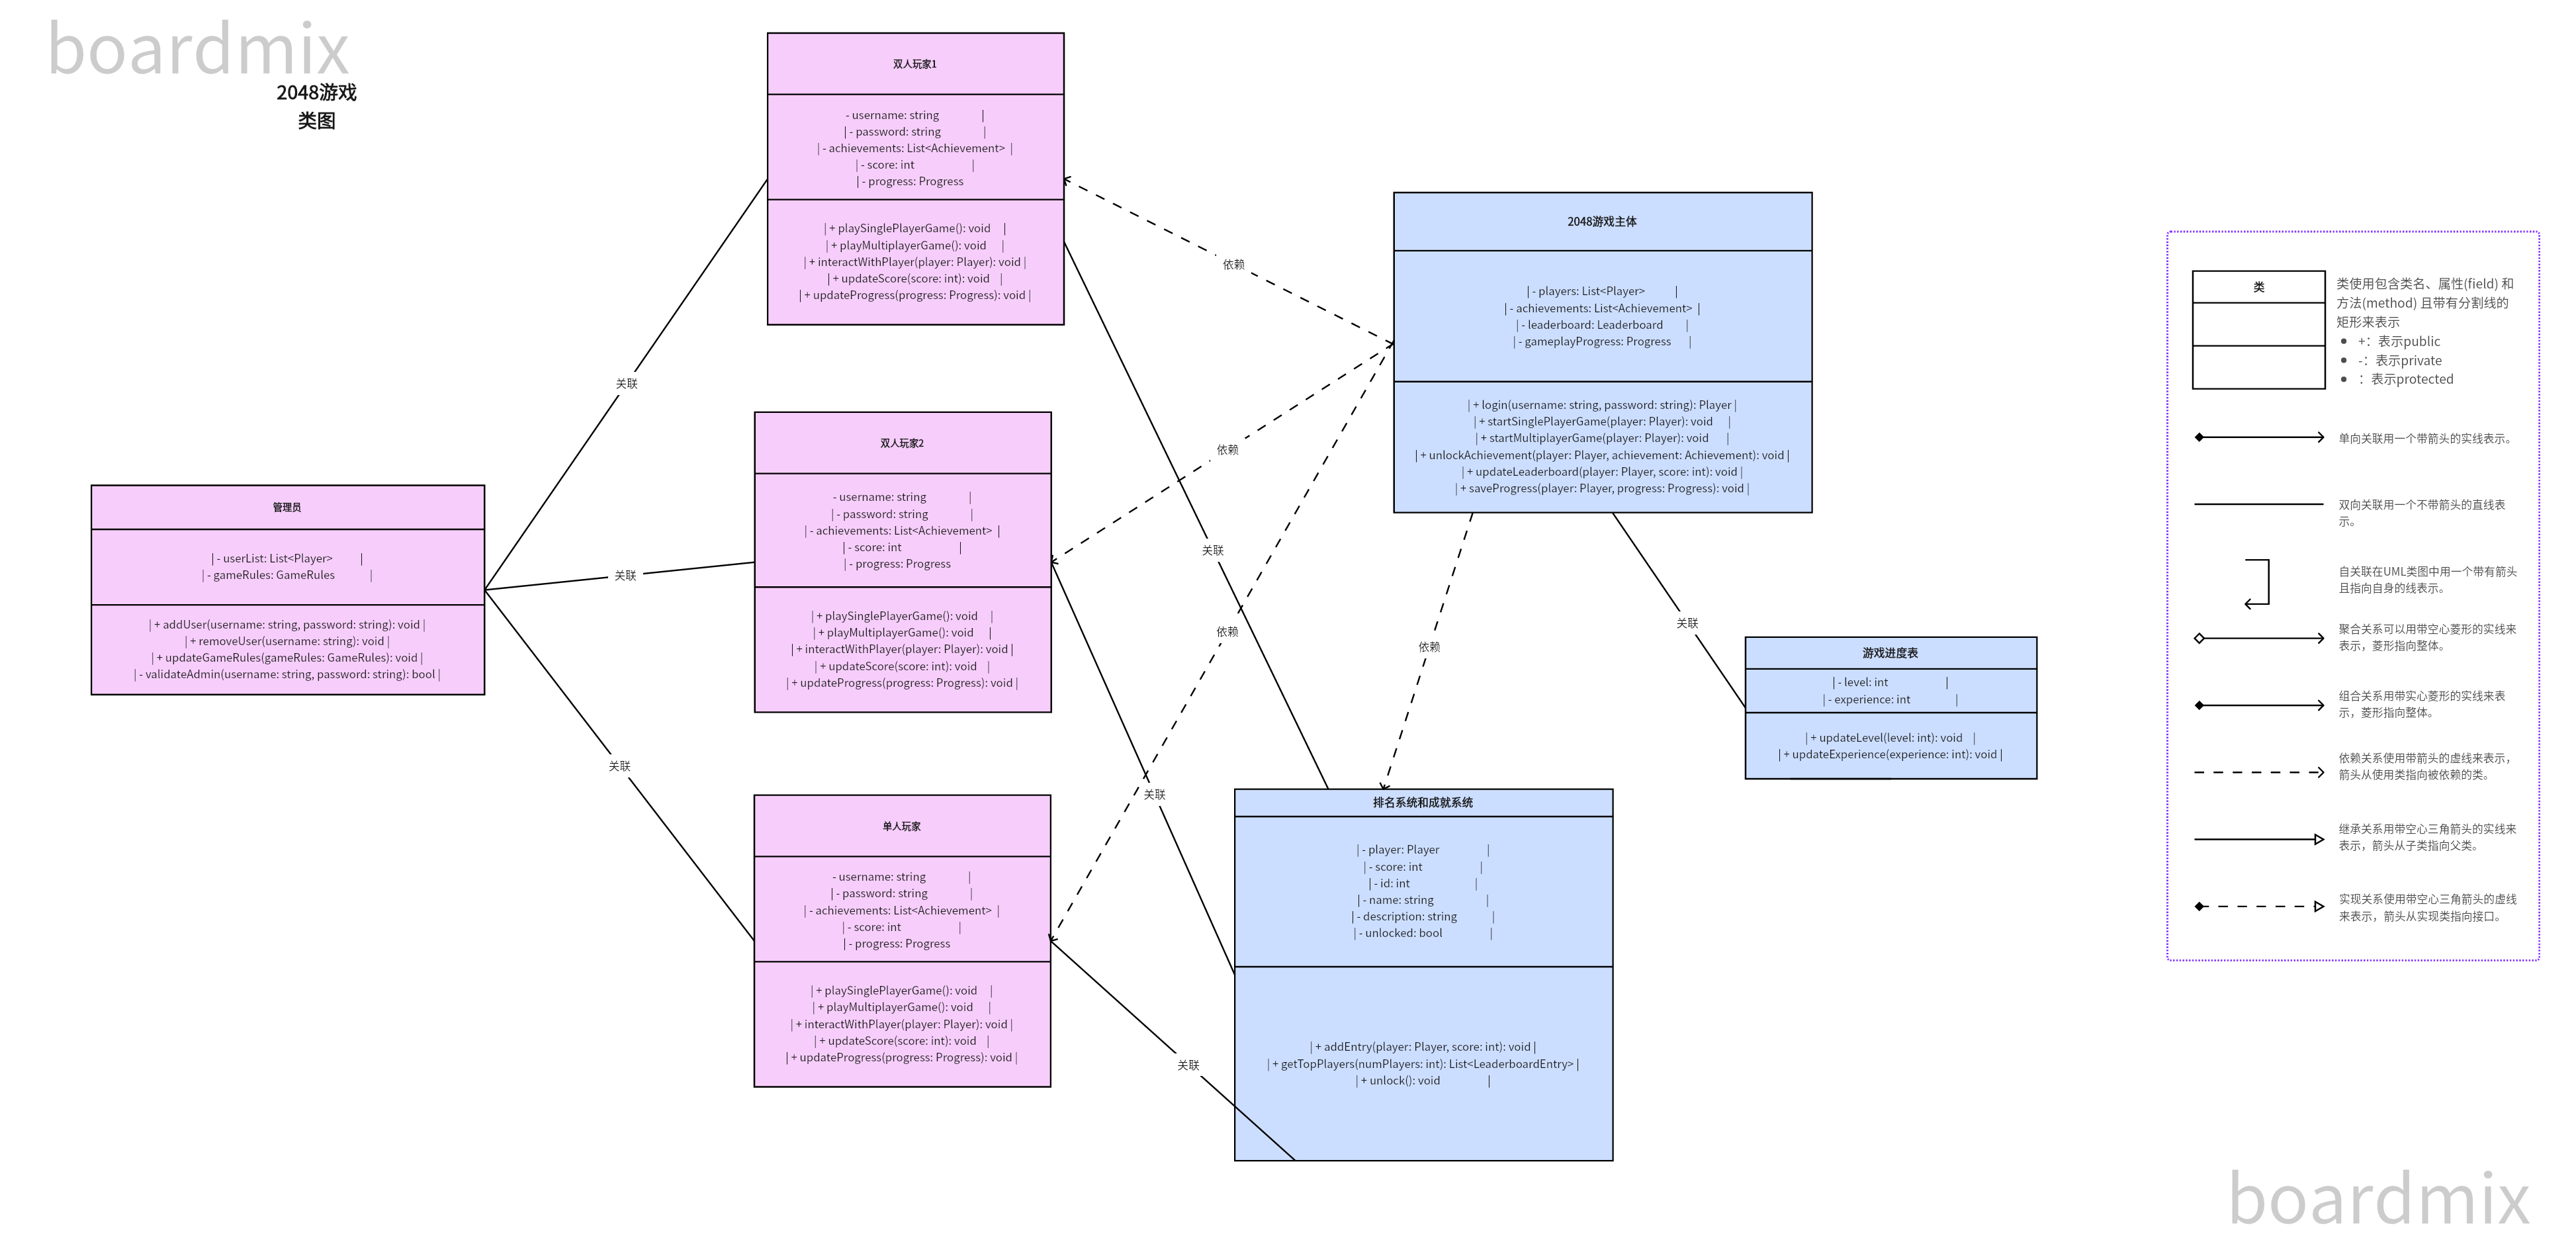 boardmix
2048游戏
类图
双人玩家1
- username: string |
| - password: string |
| - achievements: List<Achievement> |
| - score: int |
| - progress: Progress
| + playSinglePlayerGame(): void |
| + playMultiplayerGame(): void |
| + interactWithPlayer(player: Player): void |
| + updateScore(score: int): void |
| + updateProgress(progress: Progress): void |
双人玩家2
- username: string |
| - password: string |
| - achievements: List<Achievement> |
| - score: int |
| - progress: Progress
| + playSinglePlayerGame(): void |
| + playMultiplayerGame(): void |
| + interactWithPlayer(player: Player): void |
| + updateScore(score: int): void |
| + updateProgress(progress: Progress): void |
管理员
| - userList: List<Player> |
| - gameRules: GameRules |
| + addUser(username: string, password: string): void |
| + removeUser(username: string): void |
| + updateGameRules(gameRules: GameRules): void |
| - validateAdmin(username: string, password: string): bool |
单人玩家
- username: string |
| - password: string |
| - achievements: List<Achievement> |
| - score: int |
| - progress: Progress
| + playSinglePlayerGame(): void |
| + playMultiplayerGame(): void |
| + interactWithPlayer(player: Player): void |
| + updateScore(score: int): void |
| + updateProgress(progress: Progress): void |
关联
关联
关联
依赖
依赖
依赖
关联
关联
关联
依赖
关联
2048游戏主体
| - players: List<Player> |
| - achievements: List<Achievement> |
| - leaderboard: Leaderboard |
| - gameplayProgress: Progress |
| + login(username: string, password: string): Player |
| + startSinglePlayerGame(player: Player): void |
| + startMultiplayerGame(player: Player): void |
| + unlockAchievement(player: Player, achievement: Achievement): void |
| + updateLeaderboard(player: Player, score: int): void |
| + saveProgress(player: Player, progress: Progress): void |
游戏进度表
| - level: int |
| - experience: int |
| + updateLevel(level: int): void |
| + updateExperience(experience: int): void |
排名系统和成就系统
| - player: Player |
| - score: int |
| - id: int |
| - name: string |
| - description: string |
| - unlocked: bool |
| + addEntry(player: Player, score: int): void |
| + getTopPlayers(numPlayers: int): List<LeaderboardEntry> |
| + unlock(): void |
类
类使用包含类名、属性(field) 和
方法(method) 且带有分割线的
矩形来表示
• +：表示public
• -：表示private
• ：表示protected
单向关联用一个带箭头的实线表示。
双向关联用一个不带箭头的直线表
示。
自关联在UML类图中用一个带有箭头
且指向自身的线表示。
聚合关系可以用带空心菱形的实线来
表示，菱形指向整体。
组合关系用带实心菱形的实线来表
示，菱形指向整体。
依赖关系使用带箭头的虚线来表示，
箭头从使用类指向被依赖的类。
继承关系用带空心三角箭头的实线来
表示，箭头从子类指向父类。
实现关系使用带空心三角箭头的虚线
来表示，箭头从实现类指向接口。
boardmix